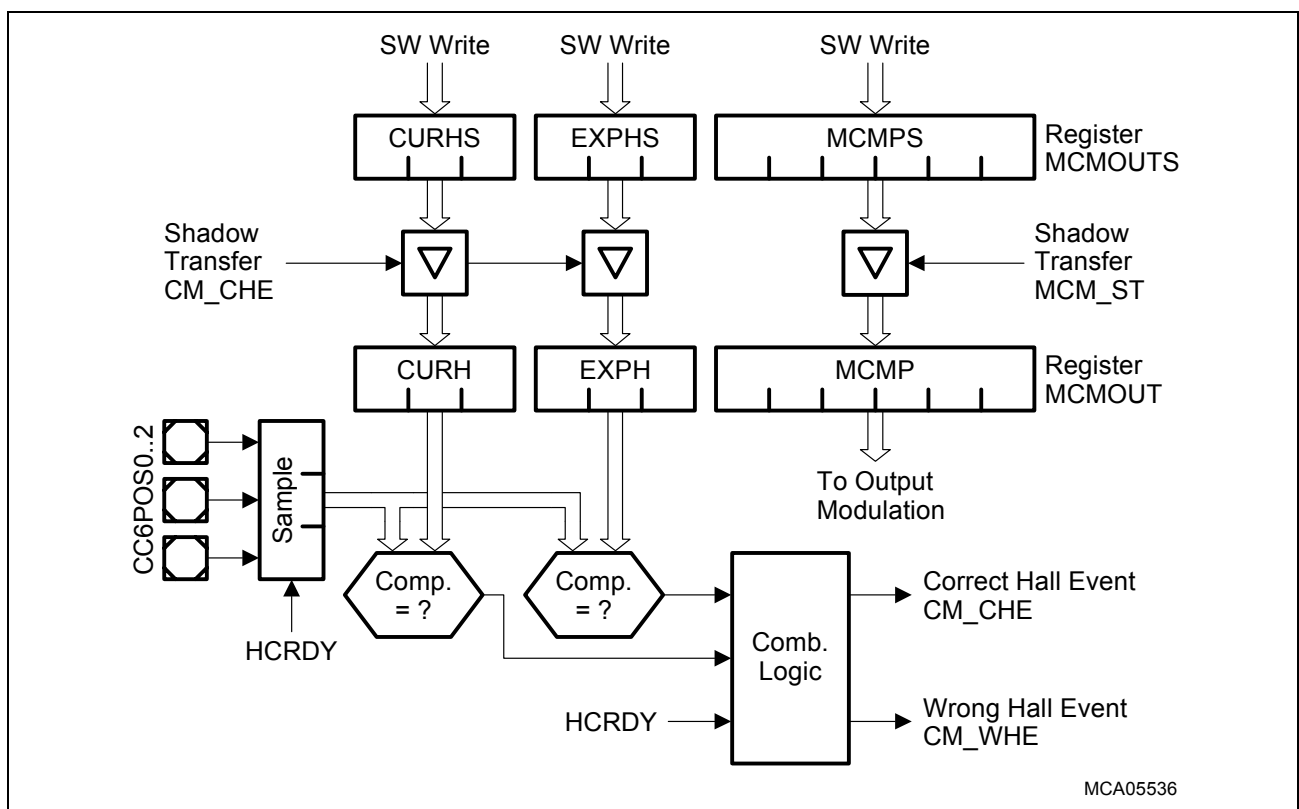 SW Write
SW Write
SW Write
CURHS
EXPHS
MCMPS
Register
MCMOUTS
Shadow
Transfer
CM_CHE
Shadow
Transfer
MCM_ST
CURH
EXPH
MCMP
Register
MCMOUT
CC6POS0..2
Sample
To Output
Modulation
Comp.
= ?
Comp.
= ?
Correct Hall Event
CM_CHE
HCRDY
Comb.
Logic
HCRDY
Wrong Hall Event
CM_WHE
MCA05536